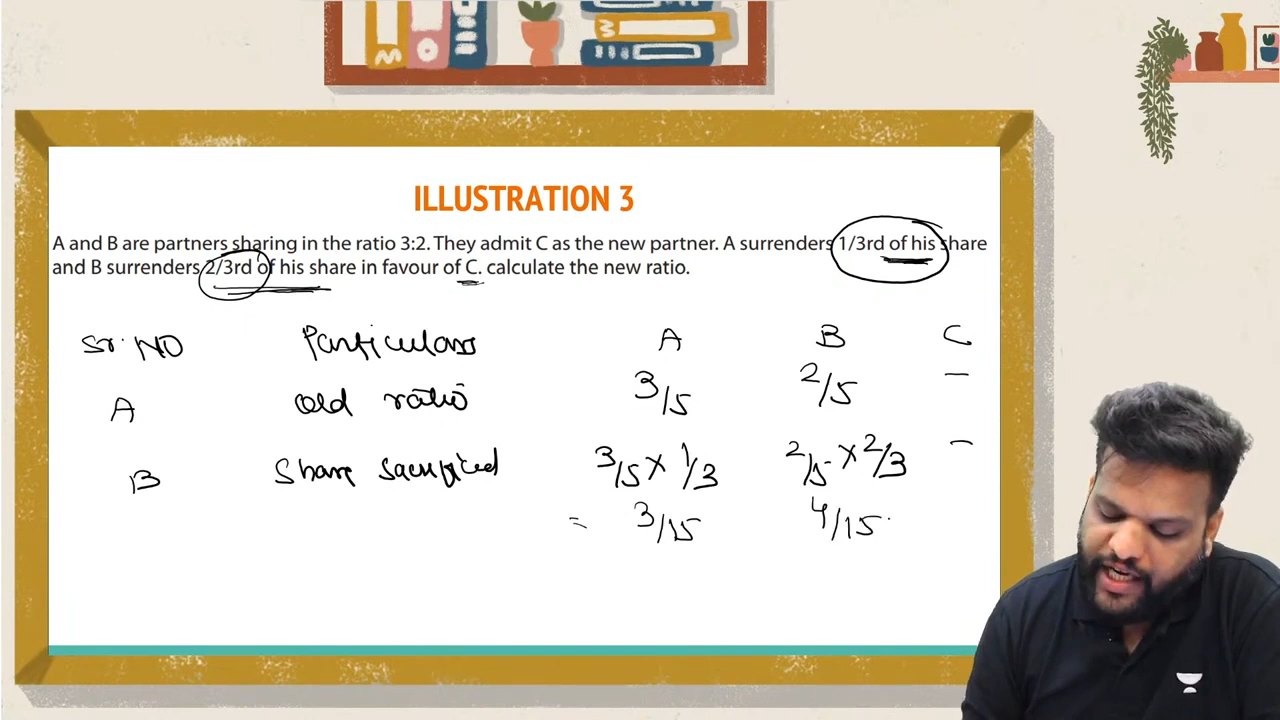 ILLUSTRATION 3
A and B are partners sharing in the ratio 3:2. They admit C as the new partner. A surrenders 1/3rd of his share
and B surrenders 2/3rd of his share in favour of C. calculate the new ratio.
Sr. NO Particulars A B C
A old ratio 3/5 2/5 –
B Share sacrificed 3/5 × 1/3 2/5 × 2/3 –
= 3/15 4/15